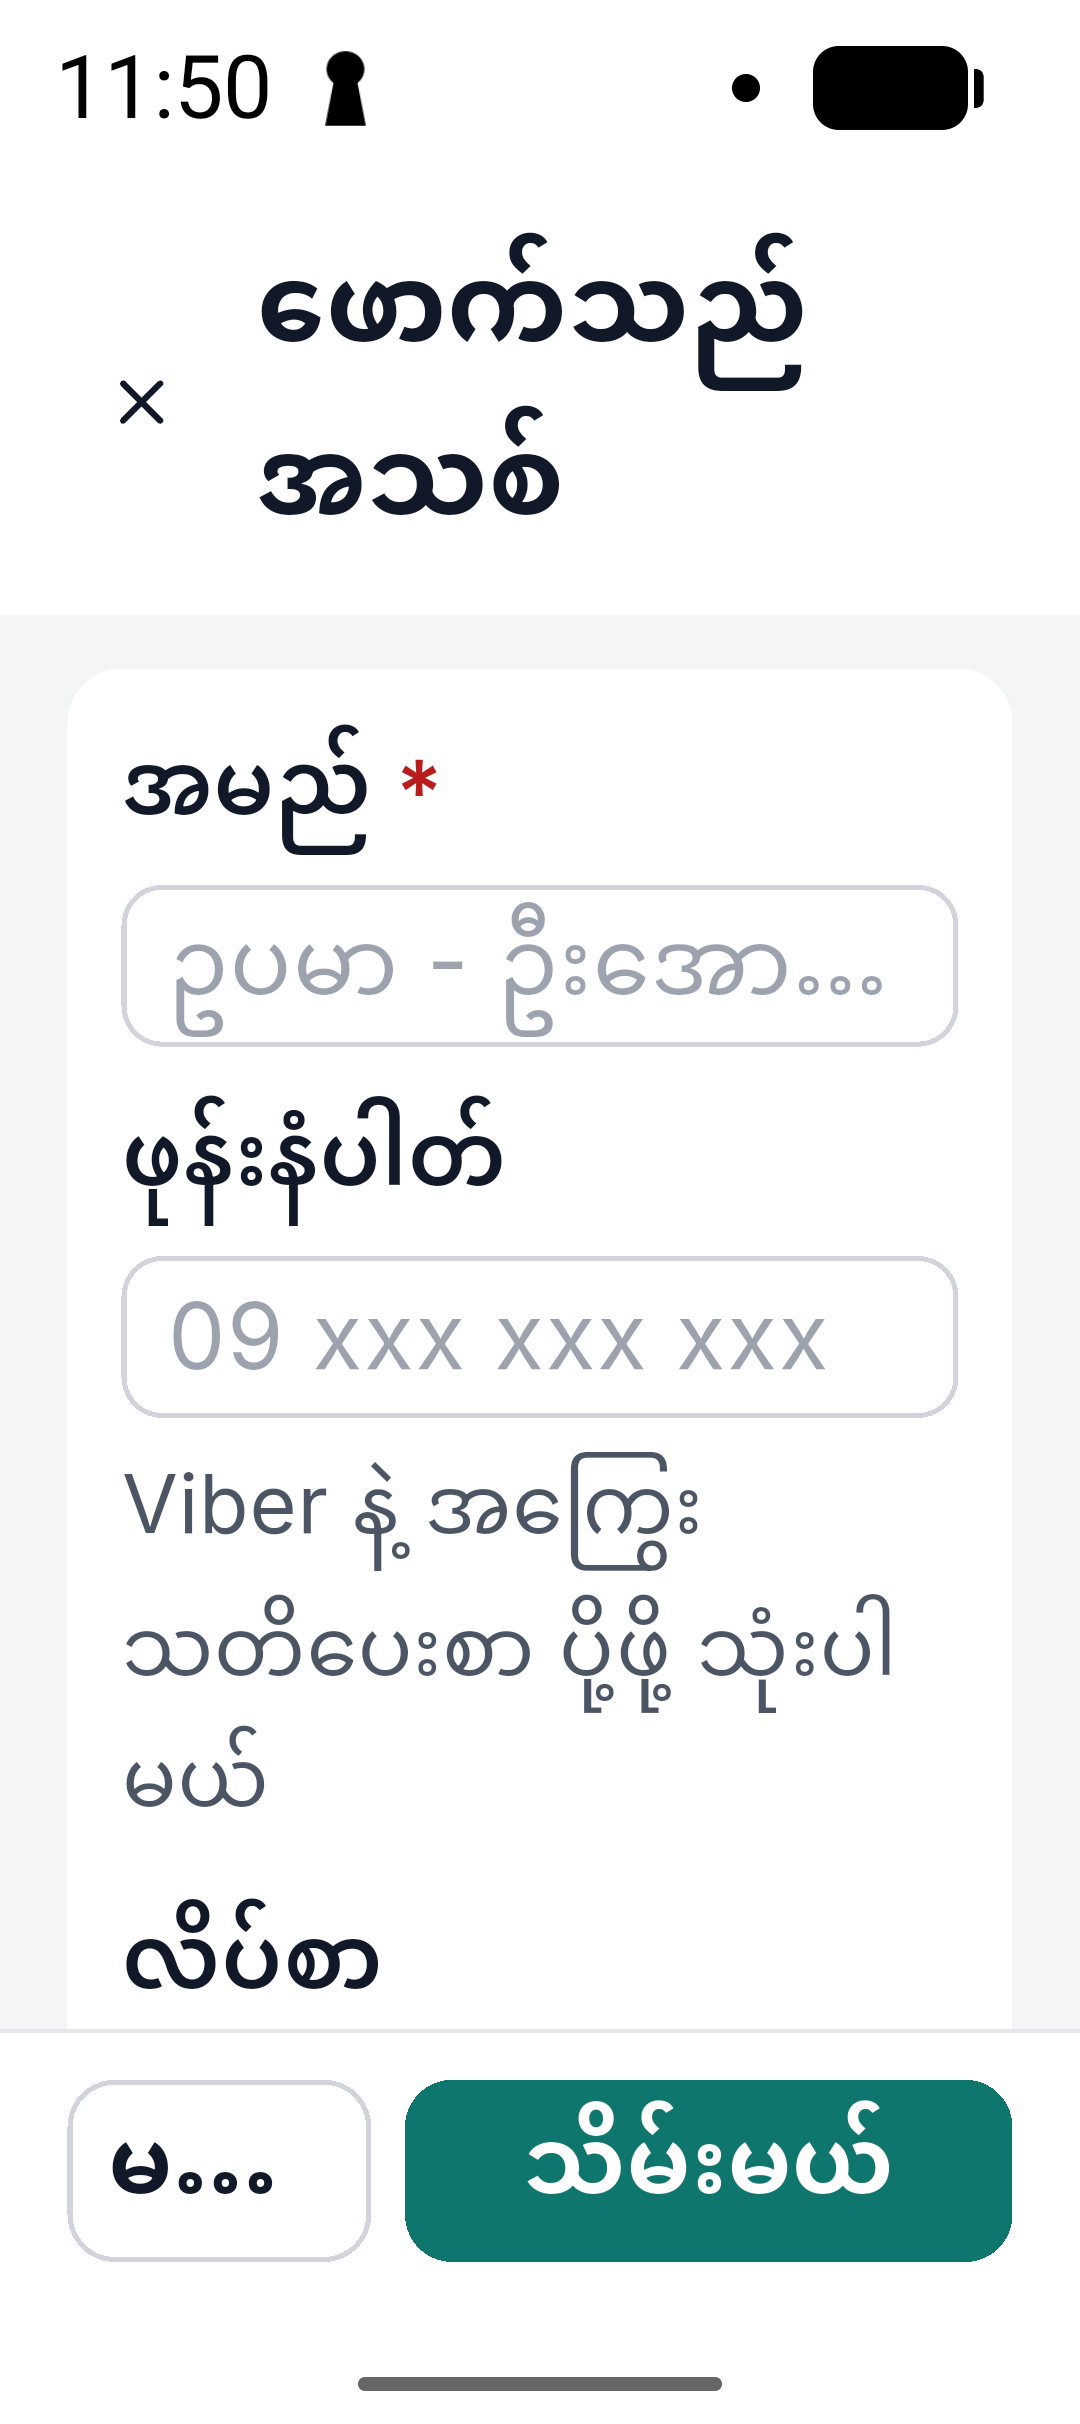 11:50
ဖောက်သည်
အသစ်
အမည် *
ဥပမာ - ဦးအော...
ဖုန်းနံပါတ်
09 xxx xxx xxx
Viber နဲ့ အကြွေး
သတိပေးစာ ပို့ဖို့ သုံးပါ
မယ်
လိပ်စာ
မ...
သိမ်းမယ်